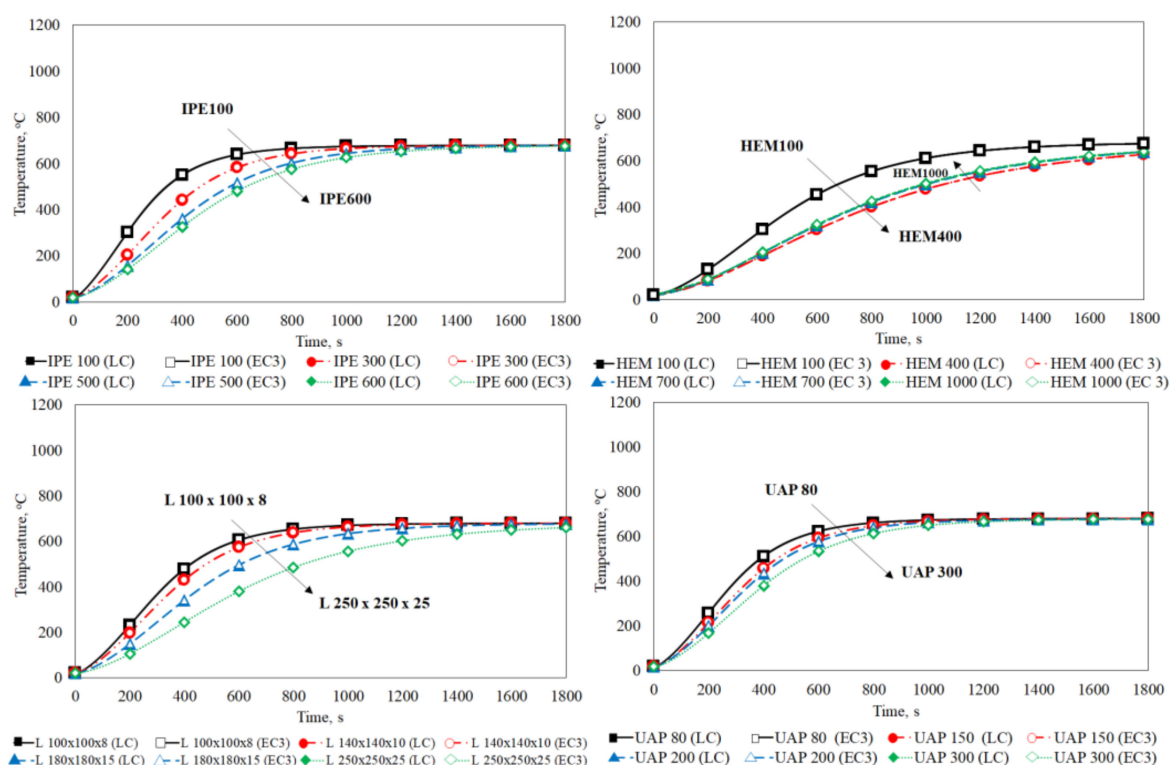 1200
1000
800
600
400
200
0
Temperature, ºC
IPE100
IPE600
0 200 400 600 800 1000 1200 1400 1600 1800
Time, s
IPE 100 (LC) IPE 100 (EC3) IPE 300 (LC) IPE 300 (EC3)
IPE 500 (LC) IPE 500 (EC3) IPE 600 (LC) IPE 600 (EC3)
1200
1000
800
600
400
200
0
Temperature, ºC
HEM100
HEM1000
HEM400
0 200 400 600 800 1000 1200 1400 1600 1800
Time, s
HEM 100 (LC) HEM 100 (EC 3) HEM 400 (LC) HEM 400 (EC 3)
HEM 700 (LC) HEM 700 (EC 3) HEM 1000 (LC) HEM 1000 (EC 3)
1200
1000
800
600
400
200
0
Temperature, ºC
L 100 x 100 x 8
L 250 x 250 x 25
0 200 400 600 800 1000 1200 1400 1600 1800
Time, s
L 100x100x8 (LC) L 100x100x8 (EC3) L 140x140x10 (LC) L 140x140x10 (EC3)
L 180x180x15 (LC) L 180x180x15 (EC3) L 250x250x25 (LC) L 250x250x25 (EC3)
1200
1000
800
600
400
200
0
Temperature, ºC
UAP 80
UAP 300
0 200 400 600 800 1000 1200 1400 1600 1800
Time, s
UAP 80 (LC) UAP 80 (EC3) UAP 150 (LC) UAP 150 (EC3)
UAP 200 (LC) UAP 200 (EC3) UAP 300 (LC) UAP 300 (EC3)